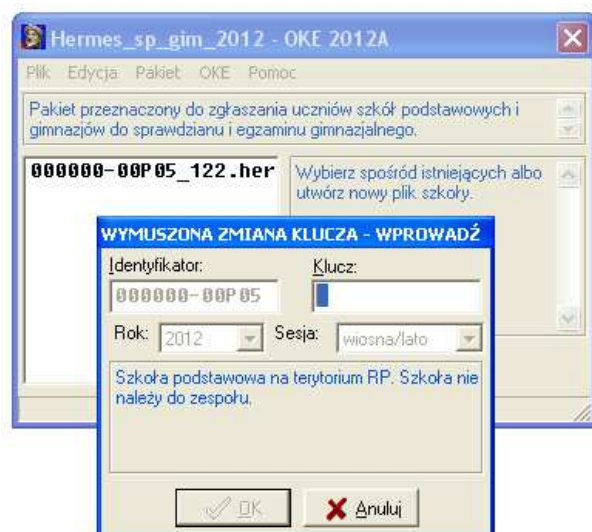 Hermes_sp_gim_2012 - OKE 2012A
Plik Edycja Pakiet OKE Pomoc
Pakiet przeznaczony do zgłaszania uczniów szkół podstawowych i
gimnazjów do sprawdzianu i egzaminu gimnazjalnego.
000000-00P05_122.her
Wybierz spośród istniejących albo
utwórz nowy plik szkoły.
WYMUSZONA ZMIANA KLUCZA - WPROWADŹ
Identyfikator: Klucz:
000000-00P05
Rok: 2012 Sesja: wiosna/lato
Szkoła podstawowa na terytorium RP. Szkoła nie
należy do zespołu.
OK Anuluj